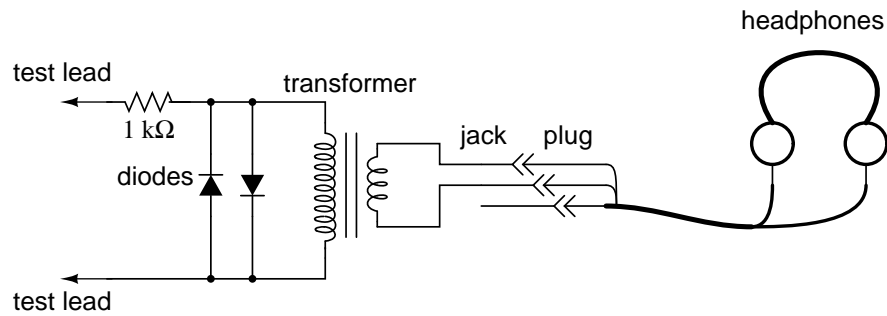 headphones
test lead
transformer
1 kΩ
jack
plug
diodes
test lead